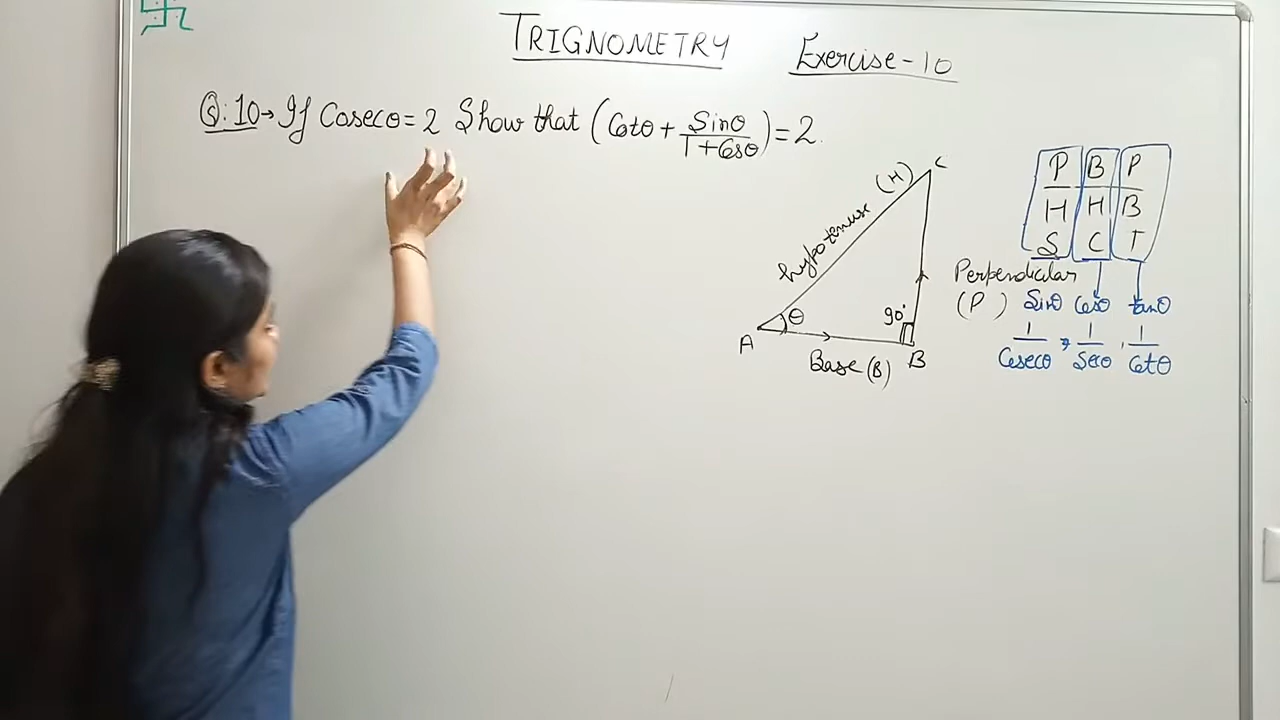 TRIGNOMETRY Exercise-10
Q:10→ If Cosecθ=2 Show that (Cotθ + Sinθ/1+Cosθ)=2.
C
(H)
hypotenuse
θ
90°
A
Base (B)
B
P B P
H H B
S C T
Perpendicular
(P)
Sinθ Cosθ tanθ
1/Cosecθ , 1/Secθ , 1/Cotθ